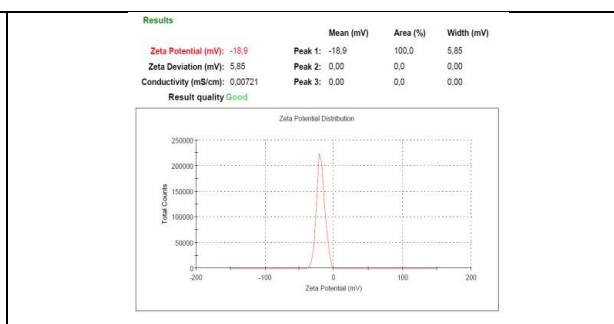 Results
Mean (mV) Area (%) Width (mV)
Zeta Potential (mV): -18,9 Peak 1: -18,9 100,0 5,85
Zeta Deviation (mV): 5,85 Peak 2: 0,00 0,0 0,00
Conductivity (mS/cm): 0,00721 Peak 3: 0,00 0,0 0,00
Result quality Good
Zeta Potential Distribution
250000
200000
150000
100000
50000
0
Total Counts
-200 -100 0 100 200
Zeta Potential (mV)